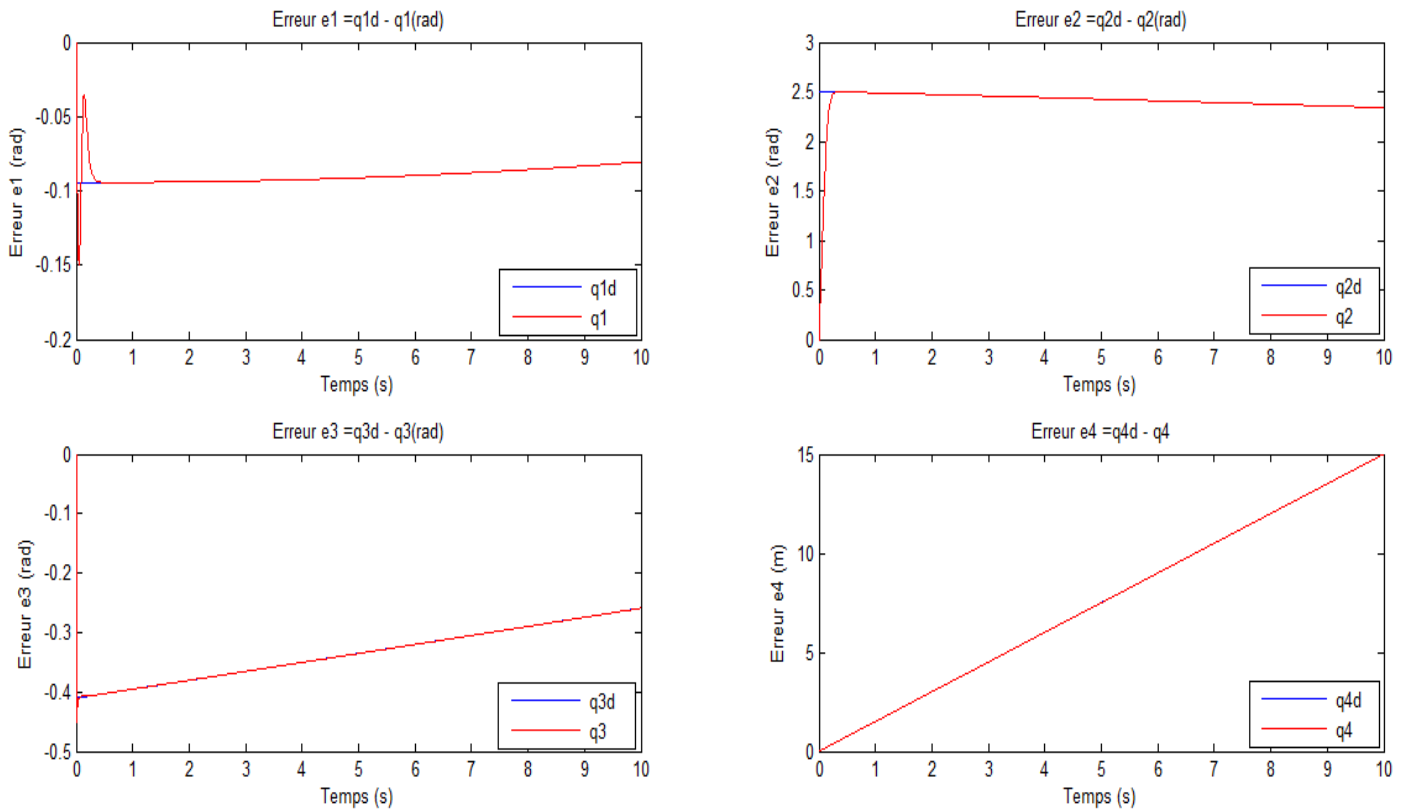 Erreur e1 =q1d - q1(rad)
Erreur e1 (rad)
0
-0.05
-0.1
-0.15
-0.2
0 1 2 3 4 5 6 7 8 9 10
Temps (s)
q1d
q1
Erreur e2 =q2d - q2(rad)
Erreur e2 (rad)
3
2.5
2
1.5
1
0.5
0
0 1 2 3 4 5 6 7 8 9 10
Temps (s)
q2d
q2
Erreur e3 =q3d - q3(rad)
Erreur e3 (rad)
0
-0.1
-0.2
-0.3
-0.4
-0.5
0 1 2 3 4 5 6 7 8 9 10
Temps (s)
q3d
q3
Erreur e4 =q4d - q4
Erreur e4 (m)
15
10
5
0
0 1 2 3 4 5 6 7 8 9 10
Temps (s)
q4d
q4